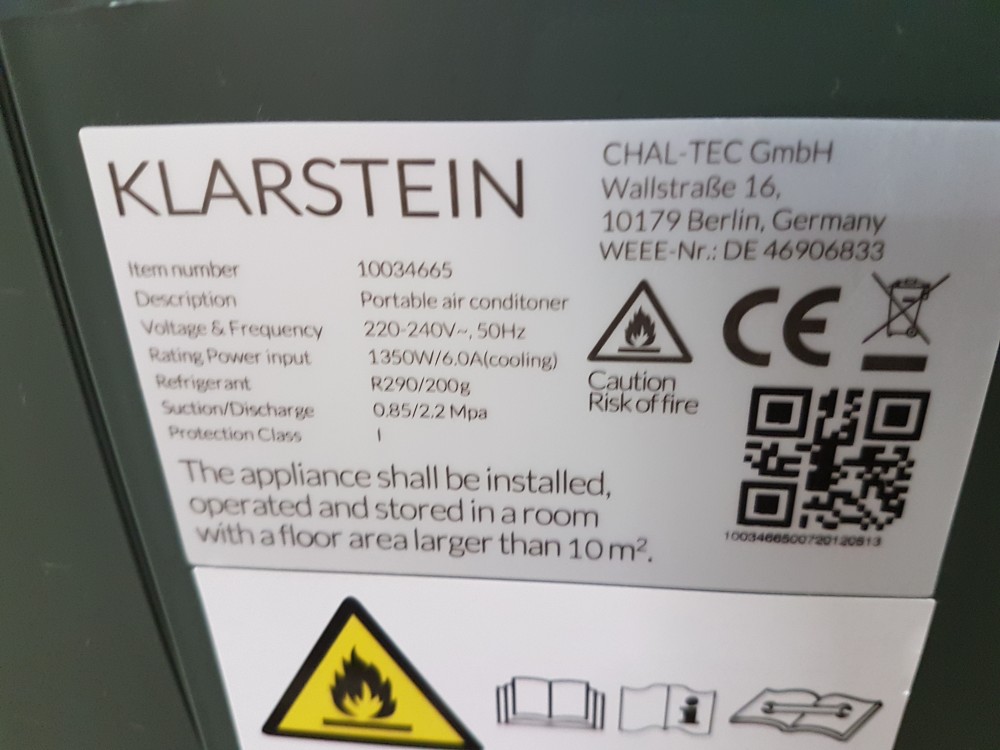 KLARSTEIN
CHAL-TEC GmbH
Wallstraße 16,
10179 Berlin, Germany
WEEE-Nr.: DE 46906833
Item number 10034665
Description Portable air conditoner
Voltage & Frequency 220-240V~, 50Hz
Rating Power input 1350W/6.0A(cooling)
Refrigerant R290/200g
Suction/Discharge 0.85/2.2 Mpa
Protection Class I
CE
Caution
Risk of fire
The appliance shall be installed,
operated and stored in a room
with a floor area larger than 10 m².
1003466500720120513